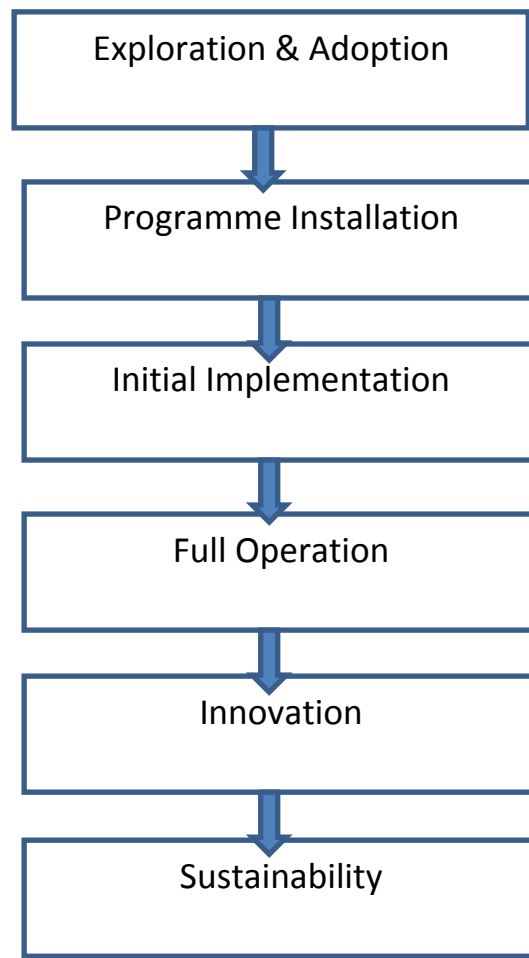 Exploration & Adoption
Programme Installation
Initial Implementation
Full Operation
Innovation
Sustainability